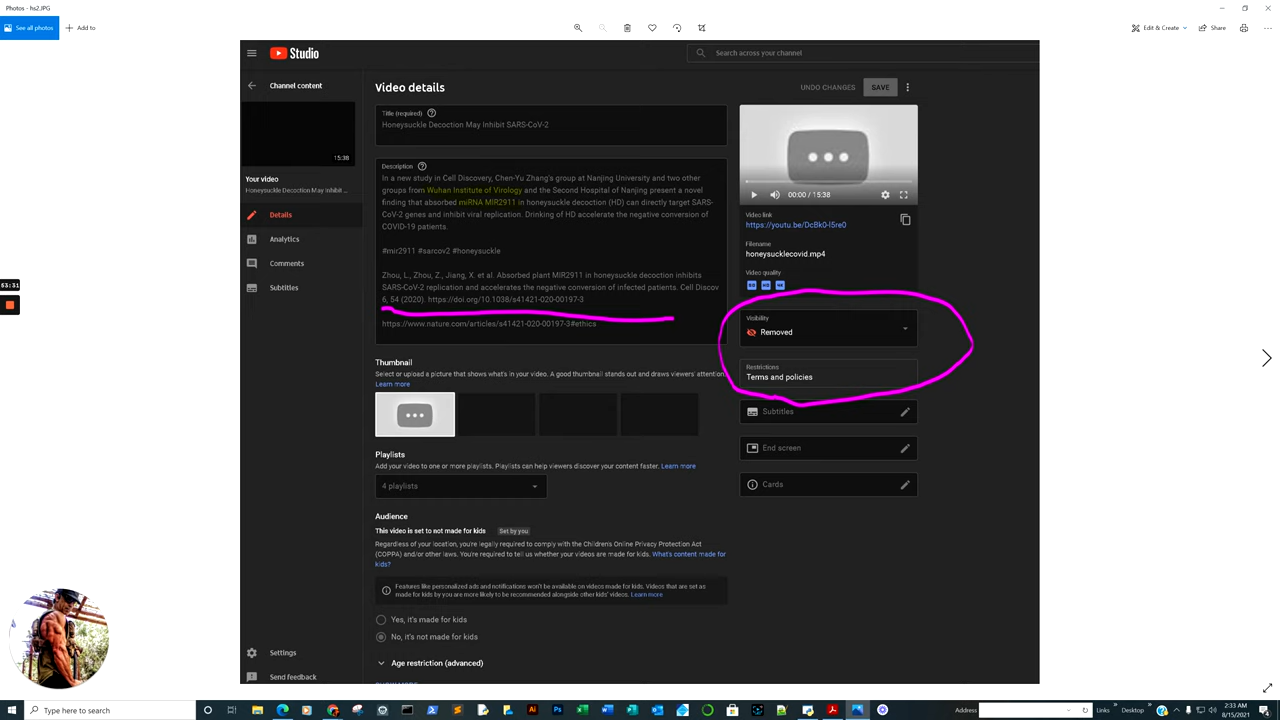 Photos - hs2.JPG
See all photos
Add to
Edit & Create
Share
Studio
Search across your channel
Channel content
15:38
Your video
Honeysuckle Decoction May Inhibit ...
Details
Analytics
Comments
Subtitles
Settings
Send feedback
Video details
UNDO CHANGES
SAVE
Title (required)
Honeysuckle Decoction May Inhibit SARS-CoV-2
Description
In a new study in Cell Discovery, Chen-Yu Zhang's group at Nanjing University and two other
groups from Wuhan Institute of Virology and the Second Hospital of Nanjing present a novel
finding that absorbed miRNA MIR2911 in honeysuckle decoction (HD) can directly target SARS-
CoV-2 genes and inhibit viral replication. Drinking of HD accelerate the negative conversion of
COVID-19 patients.
#mir2911 #sarcov2 #honeysuckle
Zhou, L., Zhou, Z., Jiang, X. et al. Absorbed plant MIR2911 in honeysuckle decoction inhibits
SARS-CoV-2 replication and accelerates the negative conversion of infected patients. Cell Discov
6, 54 (2020). https://doi.org/10.1038/s41421-020-00197-3
https://www.nature.com/articles/s41421-020-00197-3#ethics
Thumbnail
Select or upload a picture that shows what's in your video. A good thumbnail stands out and draws viewers' attention.
Learn more
Playlists
Add your video to one or more playlists. Playlists can help viewers discover your content faster. Learn more
4 playlists
Audience
This video is set to not made for kids Set by you
Regardless of your location, you're legally required to comply with the Children's Online Privacy Protection Act
(COPPA) and/or other laws. You're required to tell us whether your videos are made for kids. What's content made for
kids?
Features like personalized ads and notifications won't be available on videos made for kids. Videos that are set as
made for kids by you are more likely to be recommended alongside other kids' videos. Learn more
Yes, it's made for kids
No, it's not made for kids
Age restriction (advanced)
00:00 / 15:38
Video link
https://youtu.be/DcBk0-l5re0
Filename
honeysucklecovid.mp4
Video quality
Visibility
Removed
Restrictions
Terms and policies
Subtitles
End screen
Cards
Type here to search
Address
Links
Desktop
2:33 AM
8/15/2021